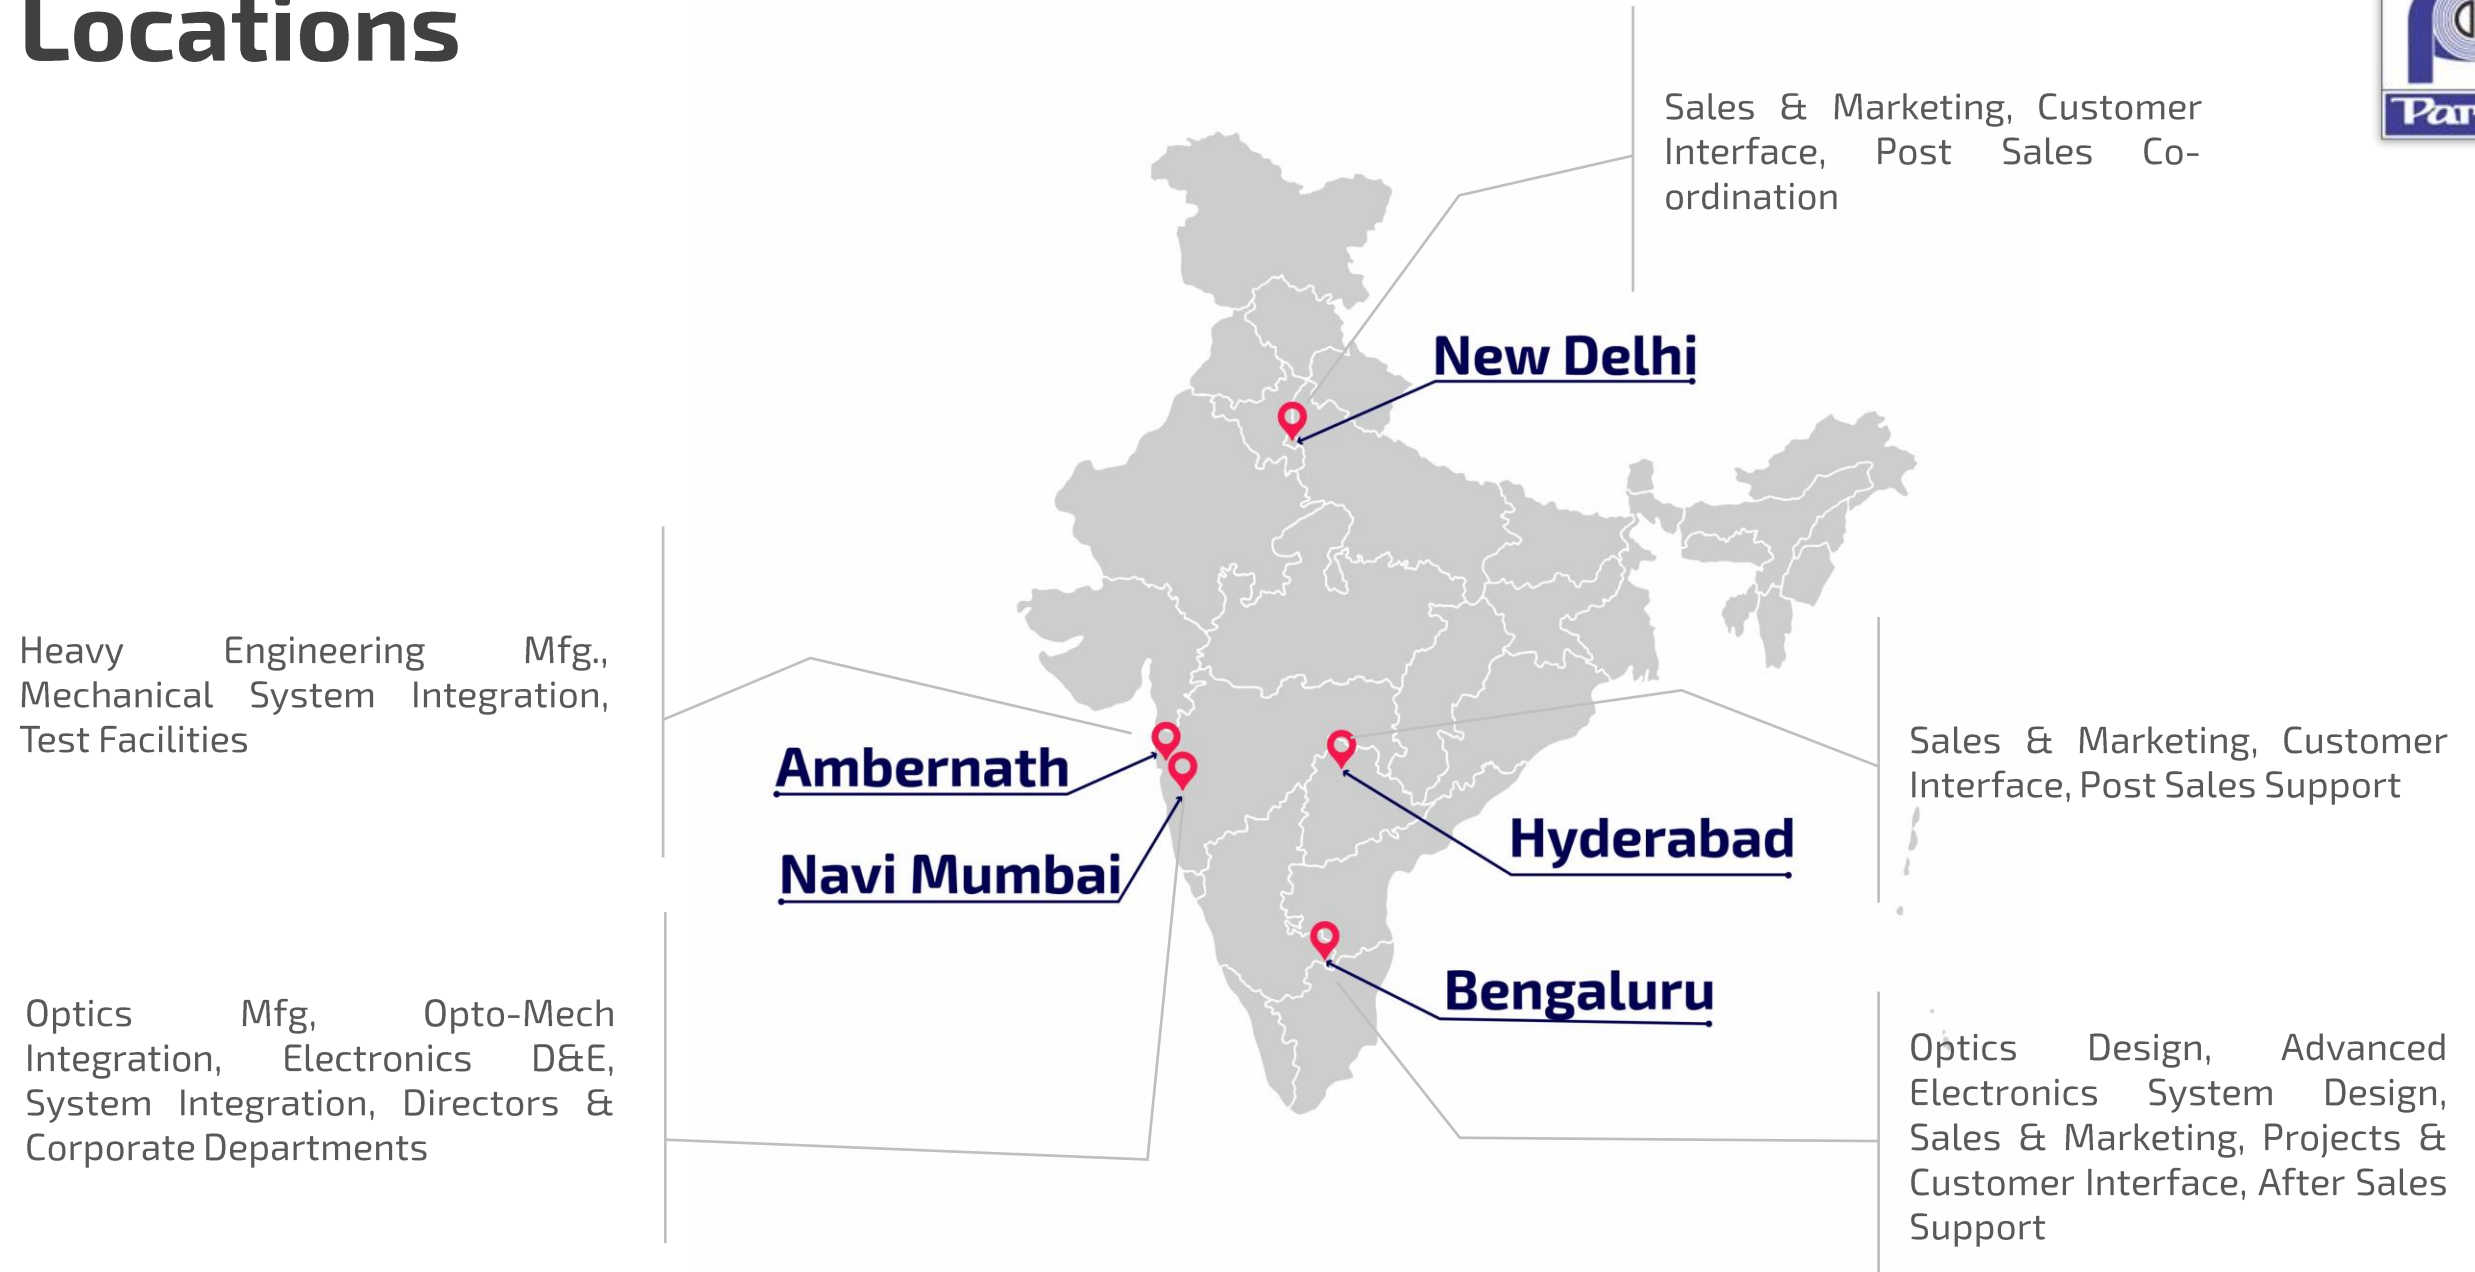 Locations
Sales & Marketing, Customer
Interface, Post Sales Co-
ordination
New Delhi
Heavy Engineering Mfg.,
Mechanical System Integration,
Test Facilities
Ambernath
Navi Mumbai
Sales & Marketing, Customer
Interface, Post Sales Support
Hyderabad
Bengaluru
Optics Mfg, Opto-Mech
Integration, Electronics D&E,
System Integration, Directors &
Corporate Departments
Optics Design, Advanced
Electronics System Design,
Sales & Marketing, Projects &
Customer Interface, After Sales
Support